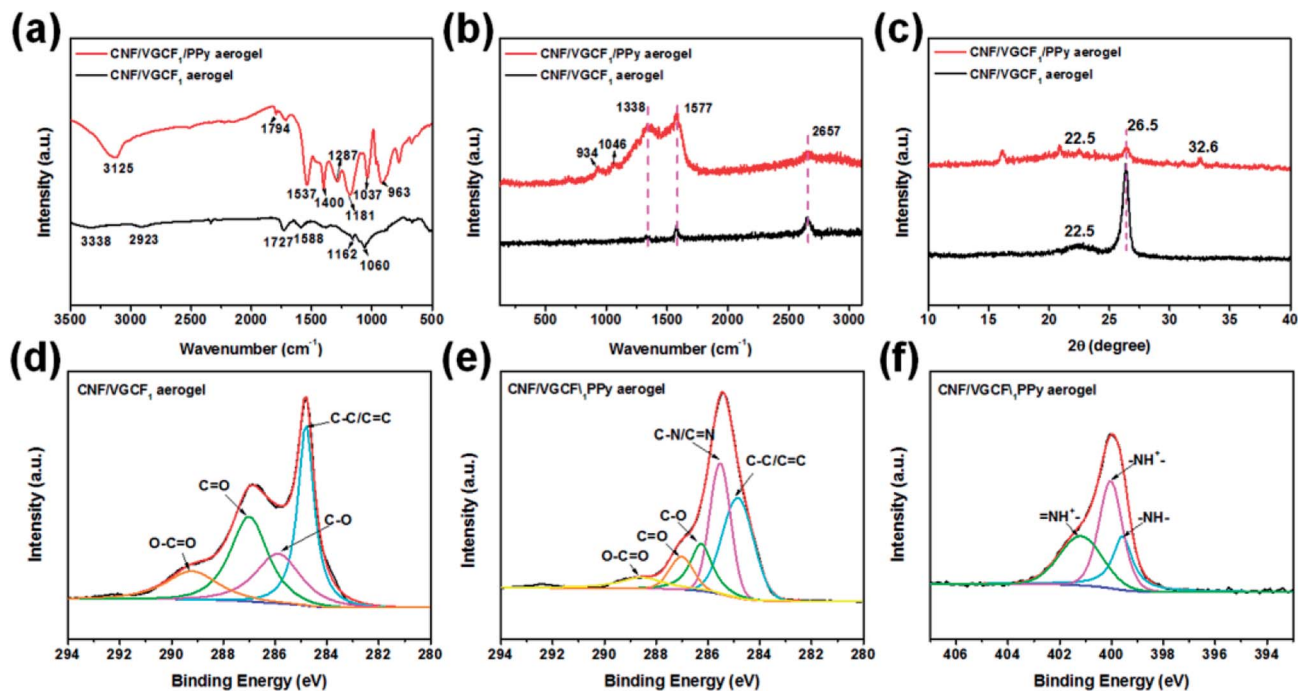 (a)
CNF/VGCF₁/PPy aerogel
CNF/VGCF₁ aerogel
1794
3125
1287
1537
1400
1181
1037
963
3338
2923
1727
1588
1162
1060
Intensity (a.u.)
3500 3000 2500 2000 1500 1000 500
Wavenumber (cm⁻¹)
(b)
CNF/VGCF₁/PPy aerogel
CNF/VGCF₁ aerogel
1338
1577
2657
934
1046
Intensity (a.u.)
500 1000 1500 2000 2500 3000
Wavenumber (cm⁻¹)
(c)
CNF/VGCF₁/PPy aerogel
CNF/VGCF₁ aerogel
22.5
26.5
32.6
22.5
Intensity (a.u.)
10 15 20 25 30 35 40
2θ (degree)
(d)
CNF/VGCF₁ aerogel
C-C/C=C
C=O
C-O
O-C=O
Intensity (a.u.)
294 292 290 288 286 284 282 280
Binding Energy (eV)
(e)
CNF/VGCF\₁PPy aerogel
C-N/C=N
C-C/C=C
C-O
C=O
O-C=O
Intensity (a.u.)
294 292 290 288 286 284 282 280
Binding Energy (eV)
(f)
CNF/VGCF\₁PPy aerogel
-NH⁺-
=NH⁺-
-NH-
Intensity (a.u.)
406 404 402 400 398 396 394
Binding Energy (eV)